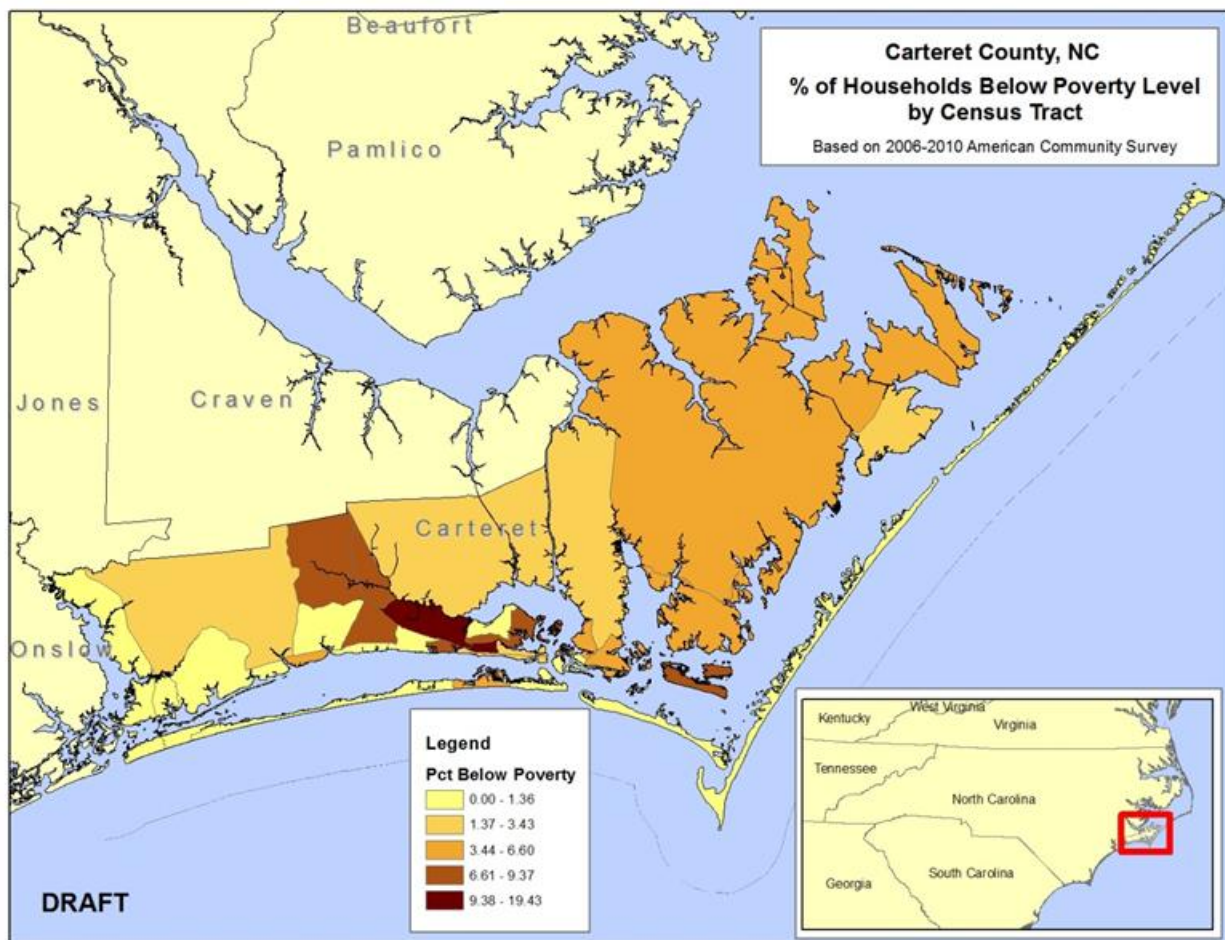 Carteret County, NC
% of Households Below Poverty Level
by Census Tract
Based on 2006-2010 American Community Survey
Beaufort
Pamlico
Jones
Craven
Carteret
Onslow
Legend
Pct Below Poverty
0.00 - 1.36
1.37 - 3.43
3.44 - 6.60
6.61 - 9.37
9.38 - 19.43
West Virginia
Kentucky
Virginia
Tennessee
North Carolina
South Carolina
Georgia
DRAFT